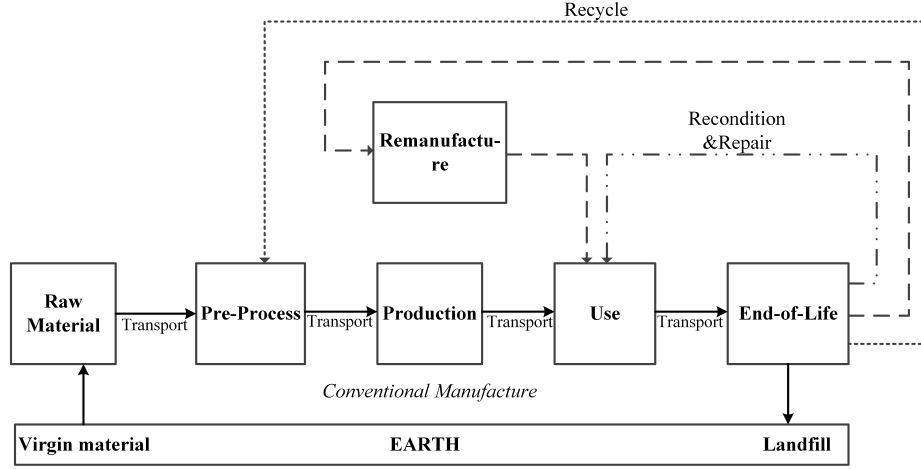 Recycle
Recondition
&Repair
Remanufactu-
re
Raw
Material
Transport
Pre-Process
Transport
Production
Transport
Use
Transport
End-of-Life
Conventional Manufacture
Virgin material
EARTH
Landfill